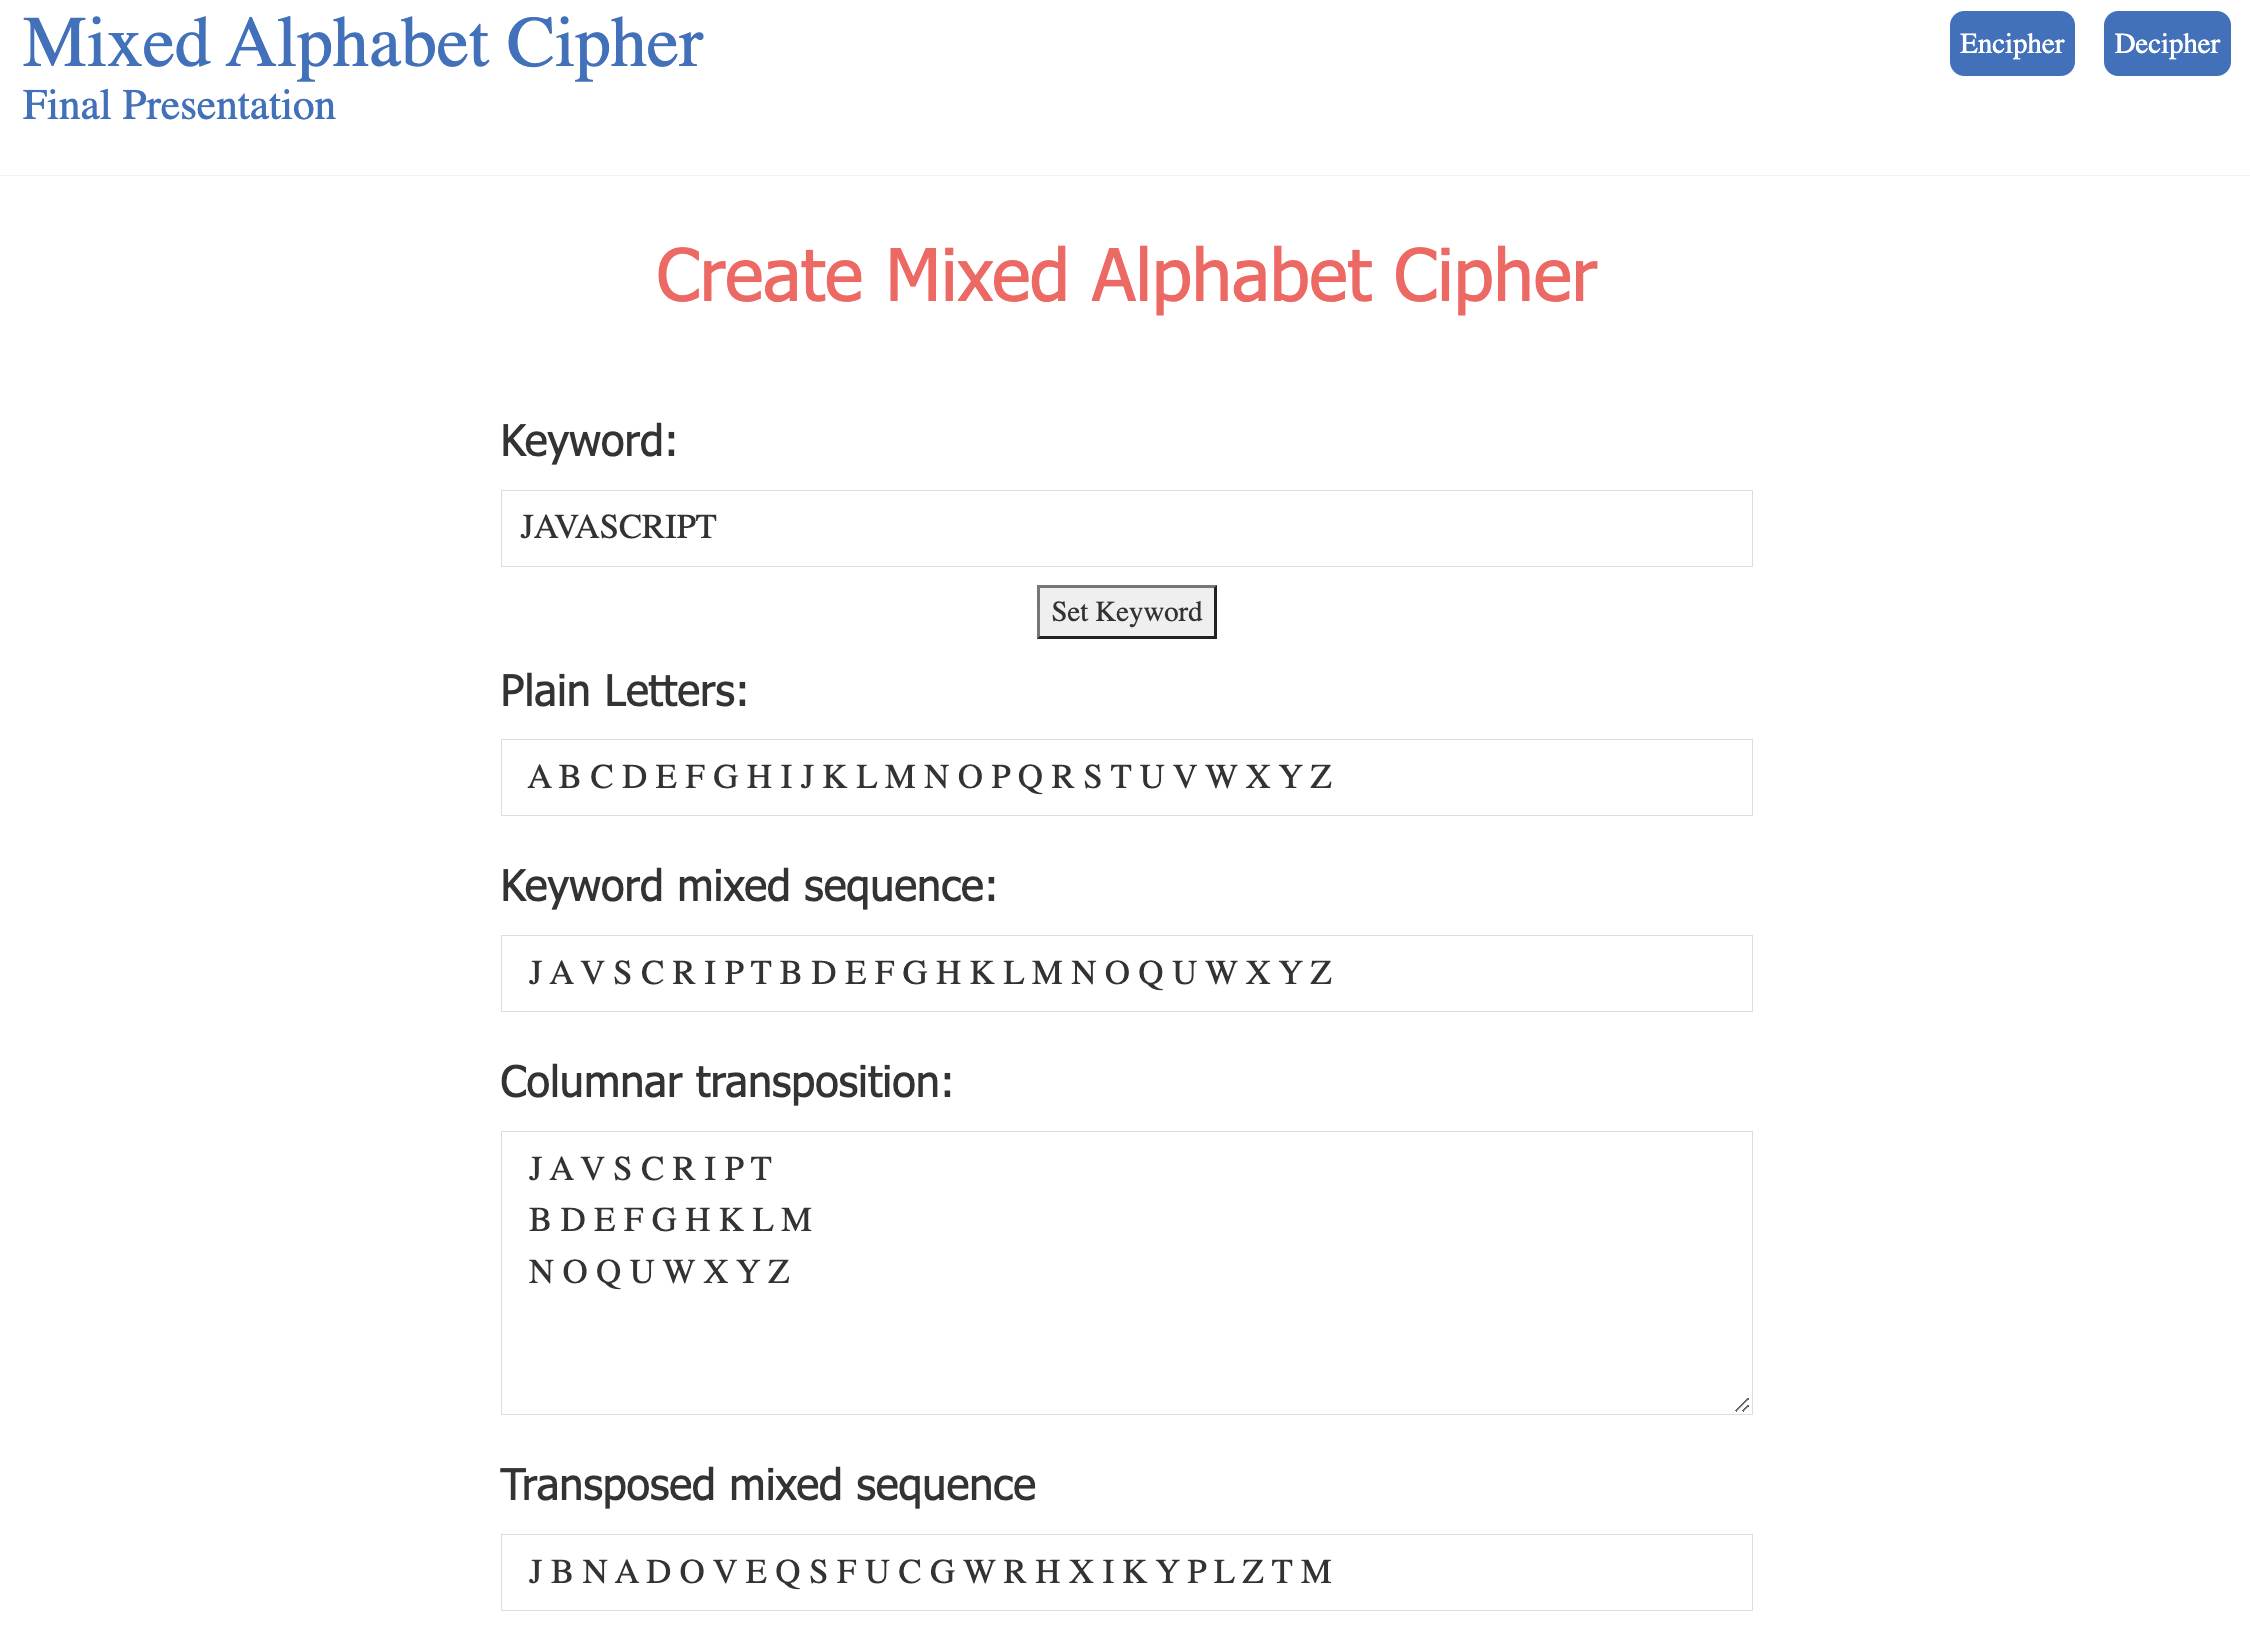 Mixed Alphabet Cipher
Final Presentation
Encipher
Decipher
Create Mixed Alphabet Cipher
Keyword:
JAVASCRIPT
Set Keyword
Plain Letters:
A B C D E F G H I J K L M N O P Q R S T U V W X Y Z
Keyword mixed sequence:
J A V S C R I P T B D E F G H K L M N O Q U W X Y Z
Columnar transposition:
J A V S C R I P T
B D E F G H K L M
N O Q U W X Y Z
Transposed mixed sequence
J B N A D O V E Q S F U C G W R H X I K Y P L Z T M